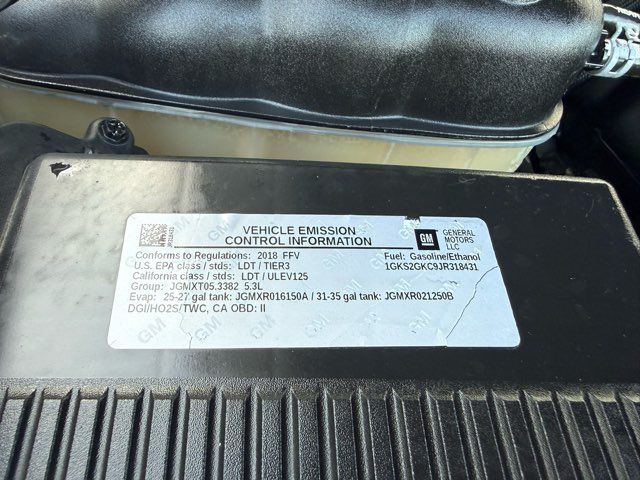 VEHICLE EMISSION
CONTROL INFORMATION
GM
GENERAL
MOTORS
LLC
Conforms to Regulations: 2018 FFV
Fuel: Gasoline/Ethanol
U.S. EPA class / stds: LDT / TIER3
1GKS2GKC9JR318431
California class / stds: LDT / ULEV125
Group: JGMXT05.3382 5.3L
Evap: 25-27 gal tank: JGMXR016150A / 31-35 gal tank: JGMXR021250B
DGI/HO2S/TWC, CA OBD: II